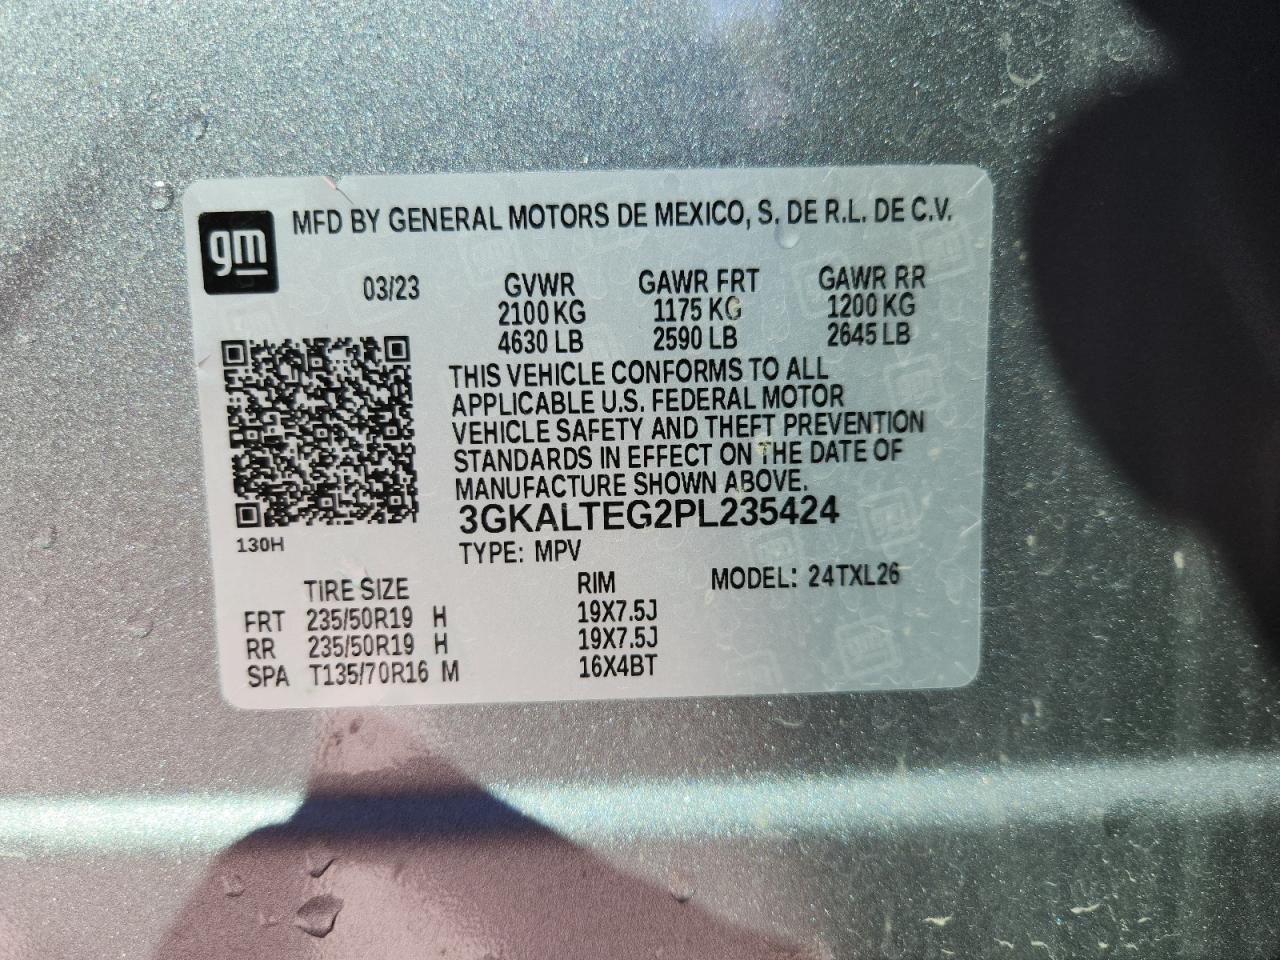 gm
MFD BY GENERAL MOTORS DE MEXICO, S. DE R.L. DE C.V.
03/23 GVWR GAWR FRT GAWR RR
2100 KG 1175 KG 1200 KG
4630 LB 2590 LB 2645 LB
THIS VEHICLE CONFORMS TO ALL
APPLICABLE U.S. FEDERAL MOTOR
VEHICLE SAFETY AND THEFT PREVENTION
STANDARDS IN EFFECT ON THE DATE OF
MANUFACTURE SHOWN ABOVE.
3GKALTEG2PL235424
130H
TYPE: MPV
TIRE SIZE RIM MODEL: 24TXL26
FRT 235/50R19 H 19X7.5J
RR 235/50R19 H 19X7.5J
SPA T135/70R16 M 16X4BT